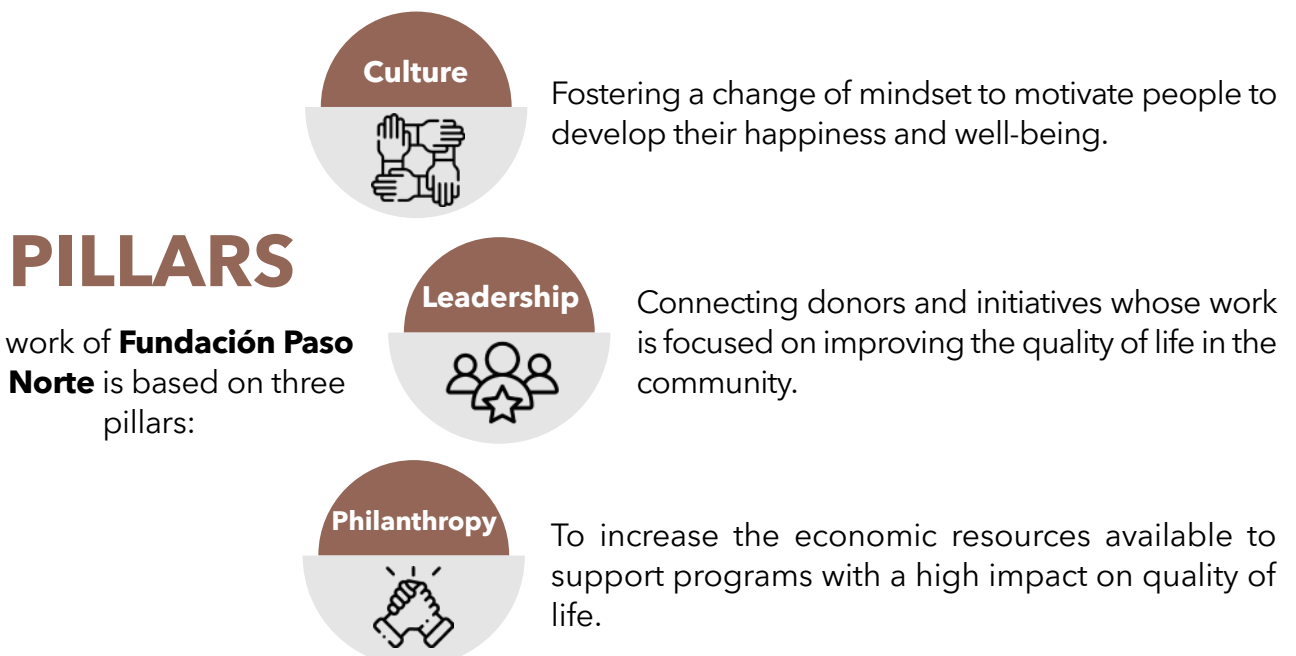 PILLARS
work of Fundación Paso
Norte is based on three
pillars:
Culture
Fostering a change of mindset to motivate people to
develop their happiness and well-being.
Leadership
Connecting donors and initiatives whose work
is focused on improving the quality of life in the
community.
Philanthropy
To increase the economic resources available to
support programs with a high impact on quality of
life.